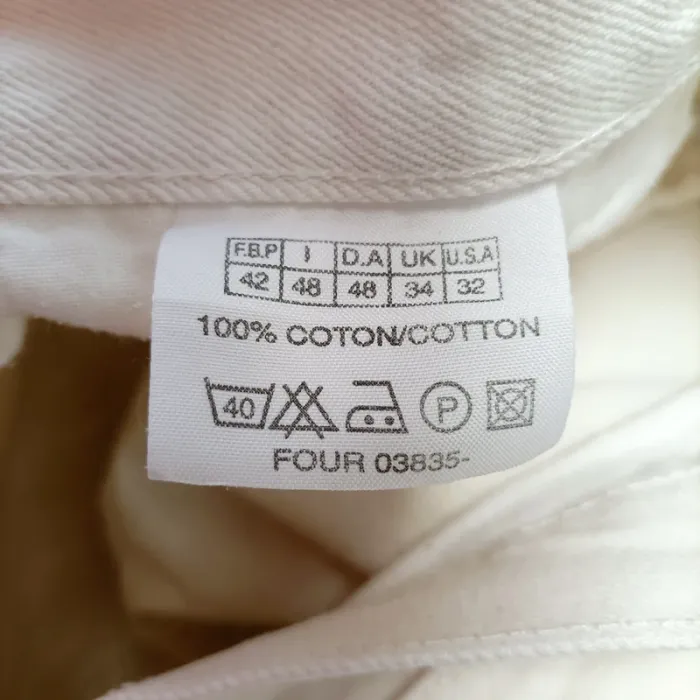 F.B.P I D.A UK U.S.A
42 48 48 34 32
100% COTON/COTTON
40 P
FOUR 03835-